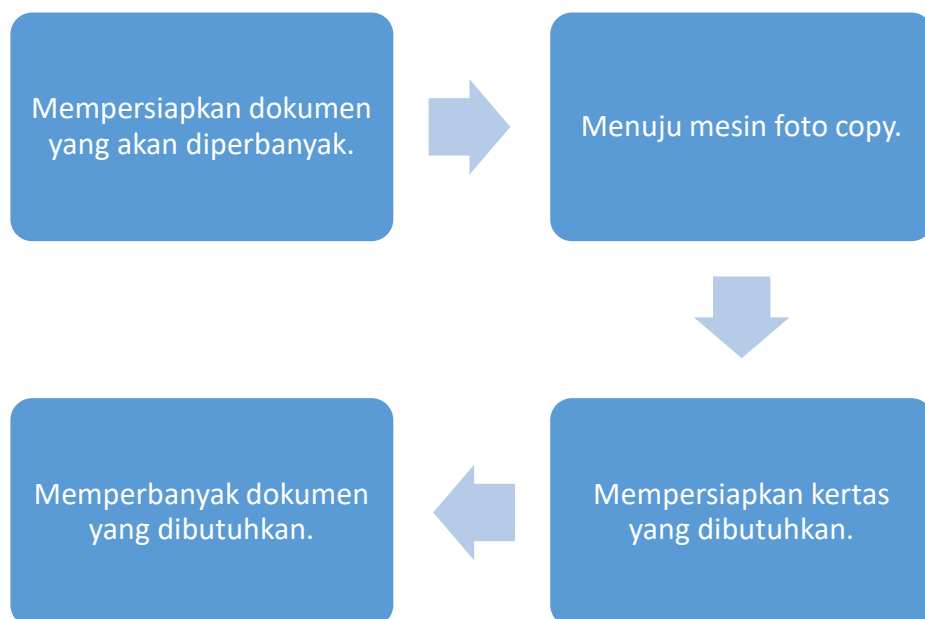 Mempersiapkan dokumen
yang akan diperbanyak.
Menuju mesin foto copy.
Mempersiapkan kertas
yang dibutuhkan.
Memperbanyak dokumen
yang dibutuhkan.